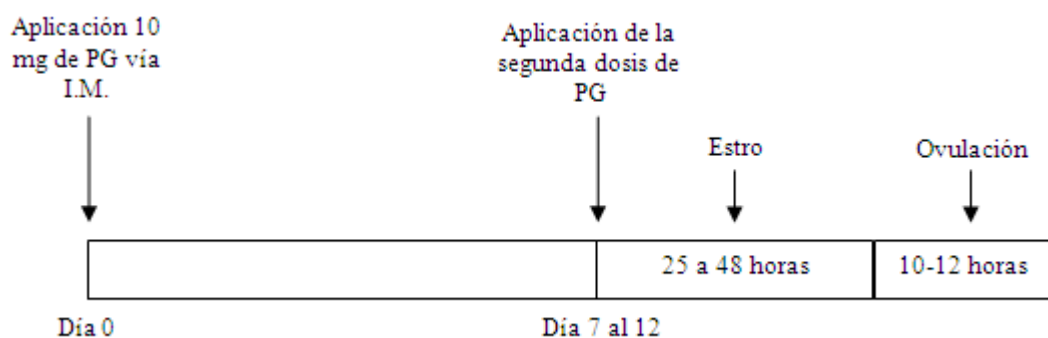 Aplicación 10
mg de PG vía
I.M.
Aplicación de la
segunda dosis de
PG
Estro
Ovulación
25 a 48 horas
10-12 horas
Día 0
Día 7 al 12